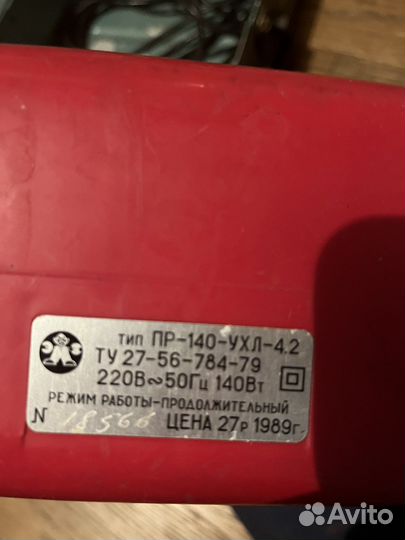 тип ПР-140-УХЛ-4.2
ТУ 27-56-784-79
220В~50Гц 140Вт
РЕЖИМ РАБОТЫ-ПРОДОЛЖИТЕЛЬНЫЙ
N 18566 ЦЕНА 27р 1989г.
Avito